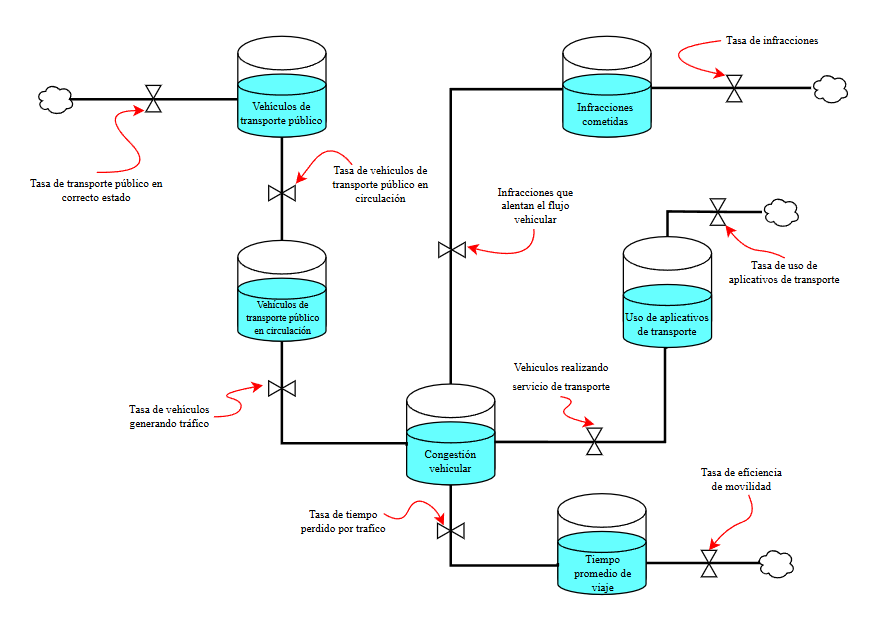 Tasa de infracciones
Vehículos de
transporte público
Infracciones
cometidas
Tasa de transporte público en
correcto estado
Tasa de vehículos de
transporte público en
circulación
Infracciones que
alentan el flujo
vehicular
Tasa de uso de
aplicativos de transporte
Vehículos de
transporte público
en circulación
Uso de aplicativos
de transporte
Vehiculos realizando
servicio de transporte
Tasa de vehículos
generando tráfico
Congestión
vehicular
Tasa de eficiencia
de movilidad
Tasa de tiempo
perdido por trafico
Tiempo
promedio de
viaje